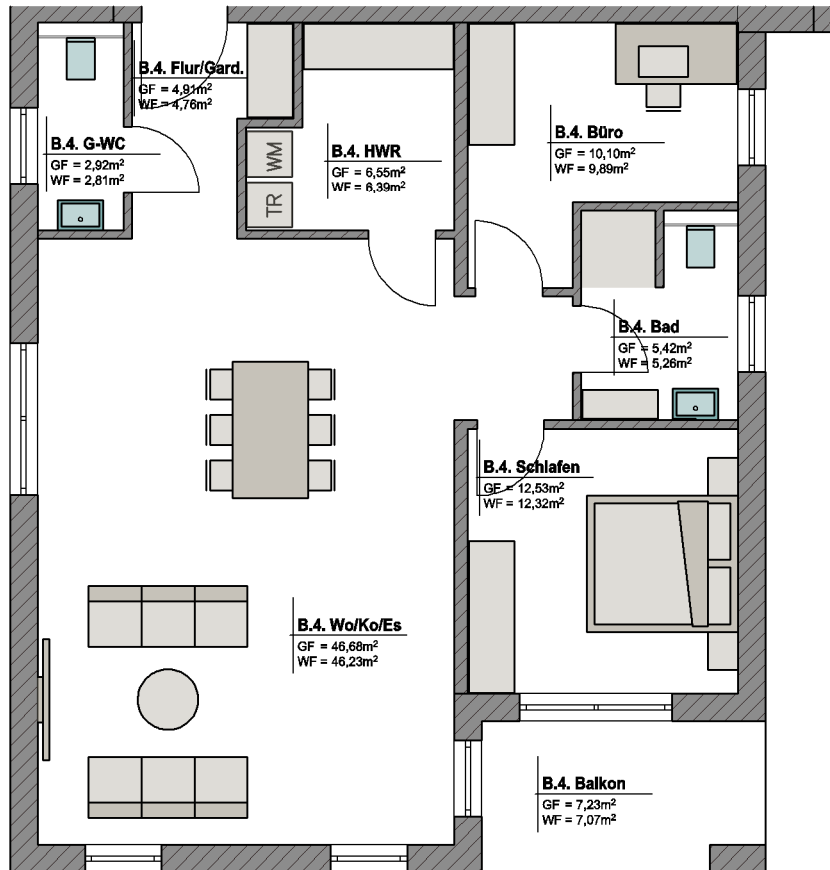 B.4. Flur/Gard.
GF = 4,91m²
WF = 4,76m²
B.4. G-WC
GF = 2,92m²
WF = 2,81m²
WM
TR
B.4. HWR
GF = 6,55m²
WF = 6,39m²
B.4. Büro
GF = 10,10m²
WF = 9,89m²
B.4. Bad
GF = 5,42m²
WF = 5,26m²
B.4. Schlafen
GF = 12,53m²
WF = 12,32m²
B.4. Wo/Ko/Es
GF = 46,68m²
WF = 46,23m²
B.4. Balkon
GF = 7,23m²
WF = 7,07m²